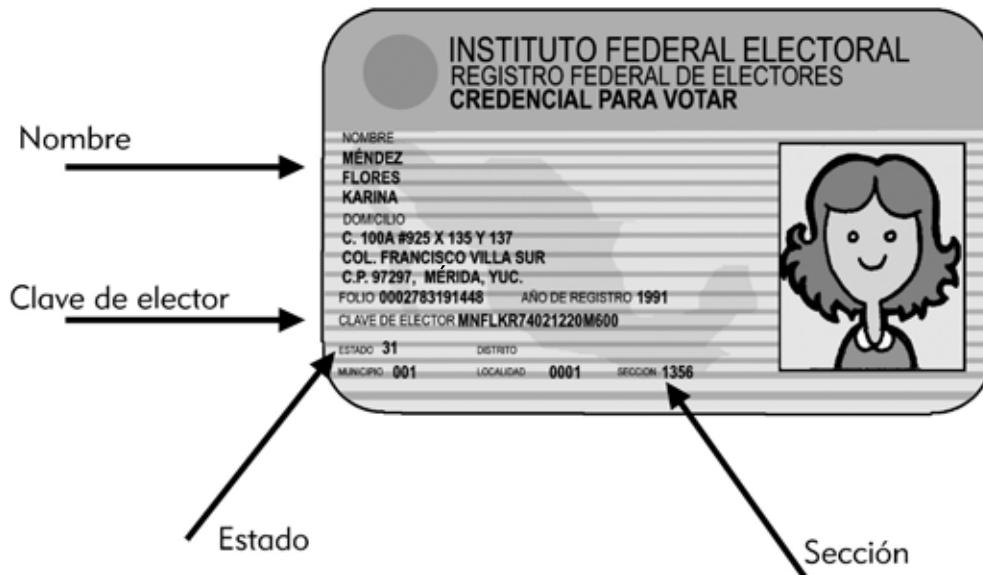 INSTITUTO FEDERAL ELECTORAL
REGISTRO FEDERAL DE ELECTORES
CREDENCIAL PARA VOTAR
Nombre
NOMBRE
MÉNDEZ
FLORES
KARINA
DOMICILIO
C. 100A #925 X 135 Y 137
COL. FRANCISCO VILLA SUR
C.P. 97297, MÉRIDA, YUC.
FOLIO 0002783191448 AÑO DE REGISTRO 1991
Clave de elector
CLAVE DE ELECTOR MNFLKR74021220M600
ESTADO 31 DISTRITO
MUNICIPIO 001 LOCALIDAD 0001 SECCION 1356
Estado
Sección